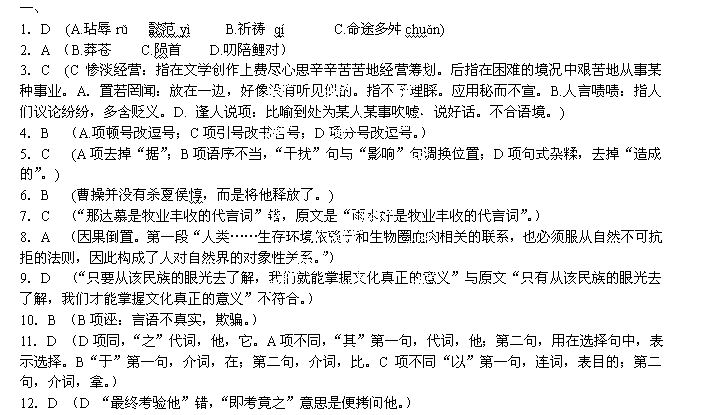 一、
1. D (A.玷辱 rǔ 懿范 yì B.祈祷 qí C.命途多舛 chuǎn)
2. A (B.莽苍 C.陨首 D.叨陪鲤对)
3. C (C 惨淡经营：指在文学创作上费尽心思辛辛苦苦地经营筹划。后指在困难的境况中艰苦地从事某
种事业。A. 置若罔闻：放在一边，好像没有听见似的。指不予理睬。应用秘而不宣。B.人言啧啧：指人
们议论纷纷，多含贬义。D. 逢人说项：比喻到处为某人某事吹嘘、说好话。不合语境。)
4. B (A项顿号改逗号；C项引号改书名号；D项分号改逗号。)
5. C (A项去掉“据”；B项语序不当，“干扰”句与“影响”句调换位置；D项句式杂糅，去掉“造成
的”。)
6. B (曹操并没有杀夏侯惇，而是将他释放了。)
7. C (“那达慕是牧业丰收的代言词”错，原文是“雨水好是牧业丰收的代言词”。)
8. A (因果倒置。第一段“人类……生存环境依赖于和生物圈血肉相关的联系，也必须服从自然不可抗
拒的法则，因此构成了人对自然界的对象性关系。”)
9. D (“只要从该民族的眼光去了解，我们就能掌握文化真正的意义”与原文“只有从该民族的眼光去
了解，我们才能掌握文化真正的意义”不符合。)
10. B (B项诬：言语不真实，欺骗。)
11. D (D项同，“之”代词，他，它。A项不同，“其”第一句，代词，他；第二句，用在选择句中，表
示选择。B“于”第一句，介词，在；第二句，介词，比。C 项不同“以”第一句，连词，表目的；第二
句，介词，拿。)
12. D (D “最终考验他”错，“即考竟之”意思是便拷问他。)